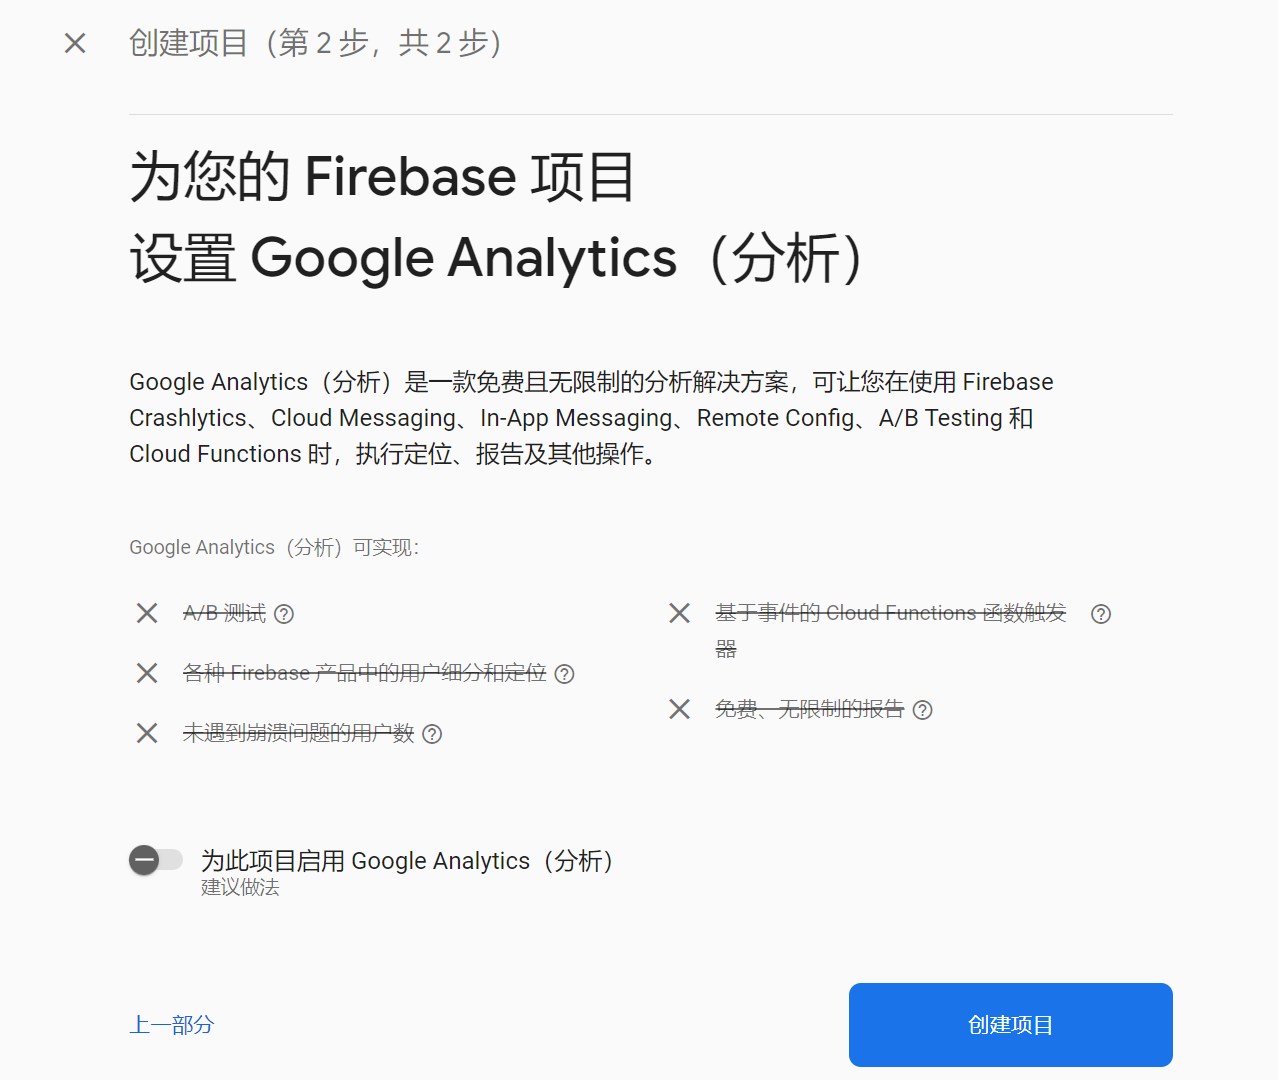 创建项目（第 2 步，共 2 步）
为您的 Firebase 项目
设置 Google Analytics（分析）
Google Analytics（分析）是一款免费且无限制的分析解决方案，可让您在使用 Firebase
Crashlytics、Cloud Messaging、In-App Messaging、Remote Config、A/B Testing 和
Cloud Functions 时，执行定位、报告及其他操作。
Google Analytics（分析）可实现：
A/B 测试
各种 Firebase 产品中的用户细分和定位
未遇到崩溃问题的用户数
基于事件的 Cloud Functions 函数触发
器
免费、无限制的报告
为此项目启用 Google Analytics（分析）
建议做法
上一部分
创建项目